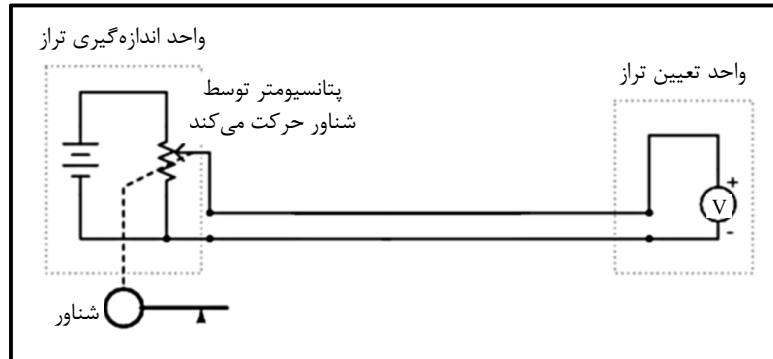 واحد اندازه‌گیری تراز
واحد تعیین تراز
پتانسیومتر توسط
شناور حرکت می‌کند
+
V
-
شناور